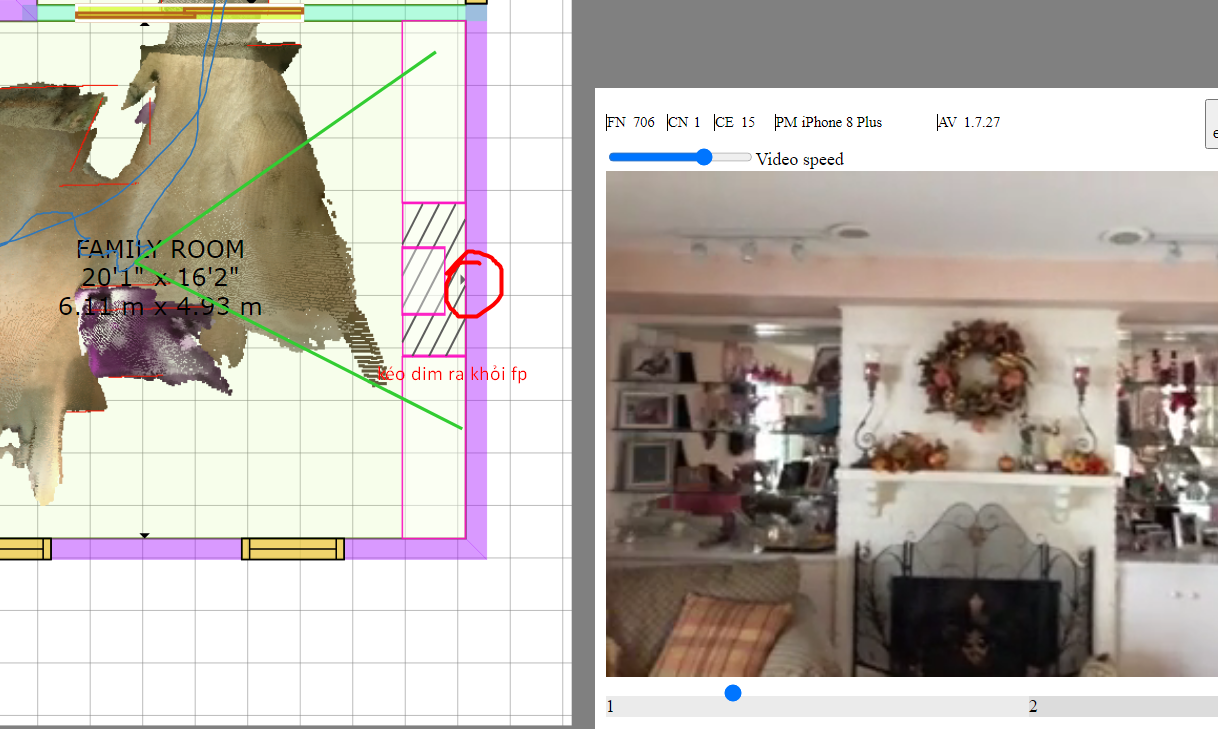 FAMILY ROOM
20'1" x 16'2"
6.11 m x 4.93 m
kéo dim ra khỏi fp
FN 706 CN 1 CE 15 PM iPhone 8 Plus AV 1.7.27
e
Video speed
1 2